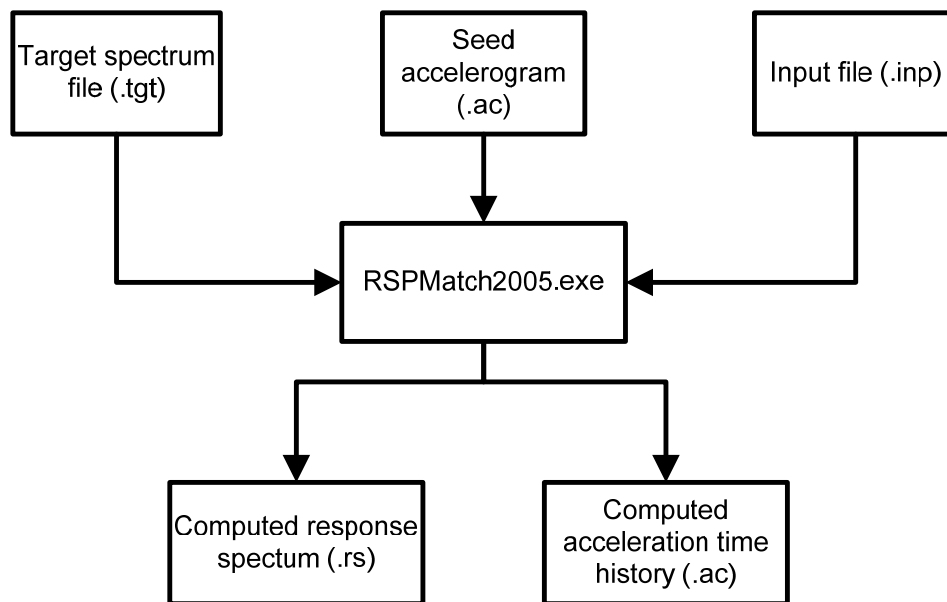 Target spectrum
file (.tgt)
Seed
accelerogram
(.ac)
Input file (.inp)
RSPMatch2005.exe
Computed response
spectum (.rs)
Computed
acceleration time
history (.ac)